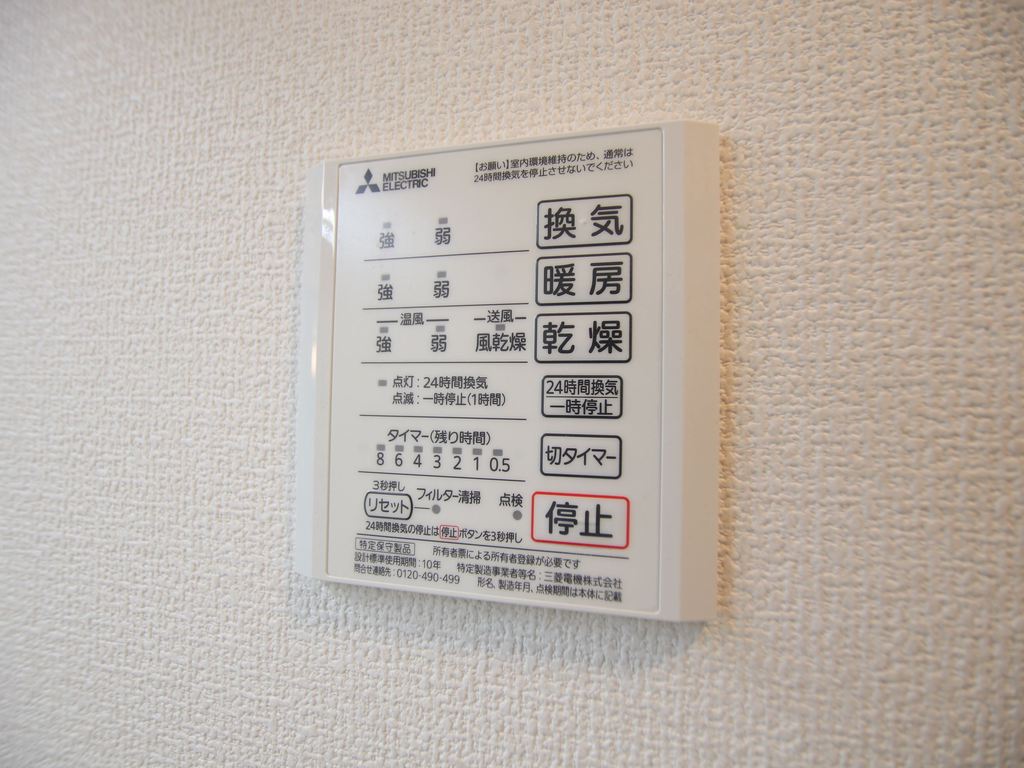 MITSUBISHI
ELECTRIC
【お願い】室内環境維持のため、通常は
24時間換気を停止させないでください
強 弱 換気
強 弱 暖房
温風 送風
強 弱 風乾燥 乾燥
点灯:24時間換気
点滅:一時停止(1時間)
24時間換気
一時停止
タイマー(残り時間)
8 6 4 3 2 1 0.5
切タイマー
3秒押し
リセット フィルター清掃 点検
停止
24時間換気の停止は停止ボタンを3秒押し
特定保守製品 所有者票による所有者登録が必要です
設計標準使用期間:10年 特定製造事業者等名:三菱電機株式会社
問合せ連絡先:0120-490-499 形名、製造年月、点検期間は本体に記載